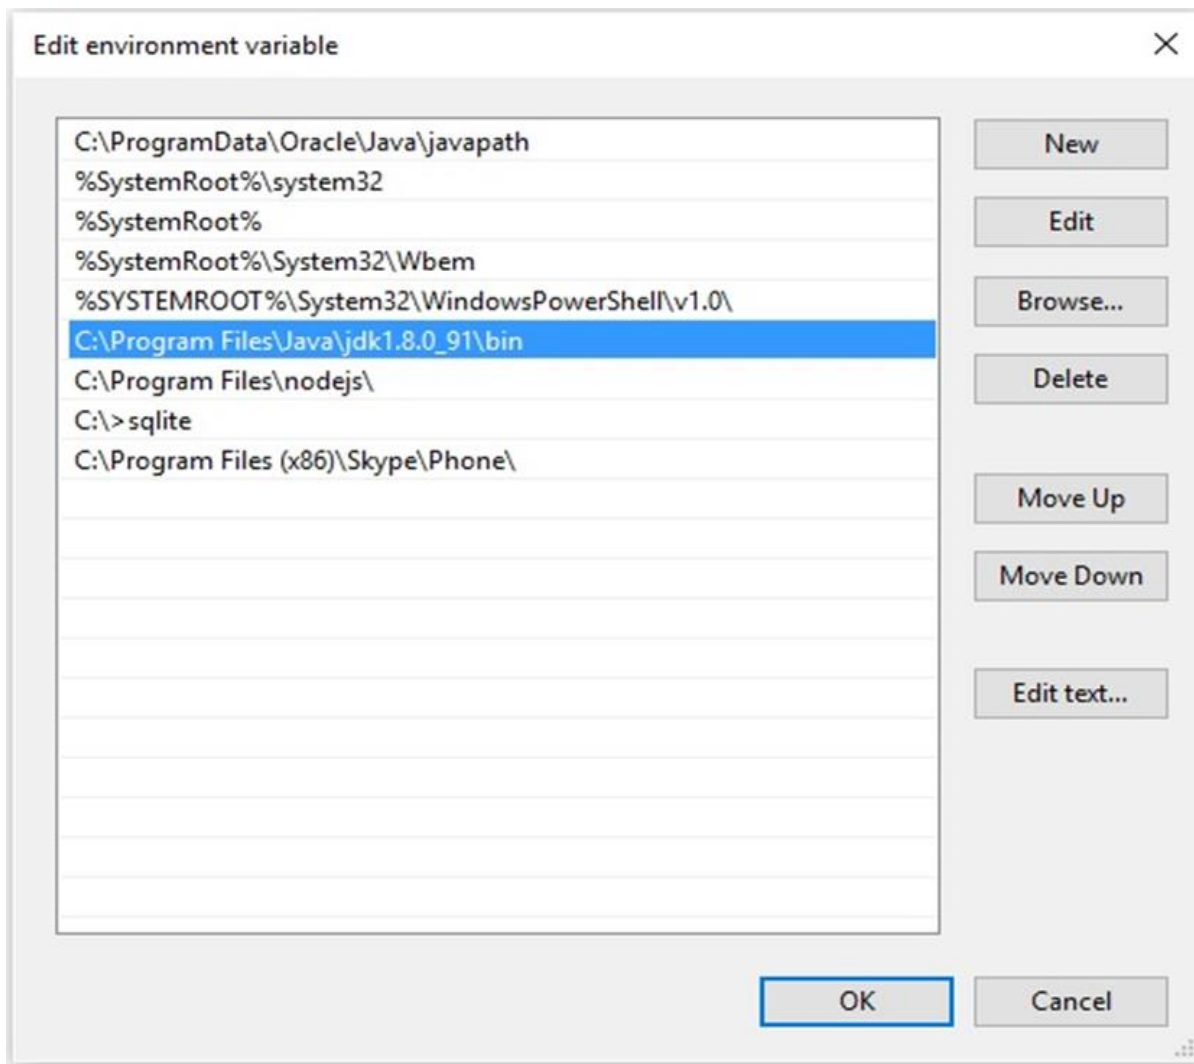 Edit environment variable
C:\ProgramData\Oracle\Java\javapath
%SystemRoot%\system32
%SystemRoot%
%SystemRoot%\System32\Wbem
%SYSTEMROOT%\System32\WindowsPowerShell\v1.0\
C:\Program Files\Java\jdk1.8.0_91\bin
C:\Program Files\nodejs\
C:\>sqlite
C:\Program Files (x86)\Skype\Phone\
New
Edit
Browse...
Delete
Move Up
Move Down
Edit text...
OK
Cancel